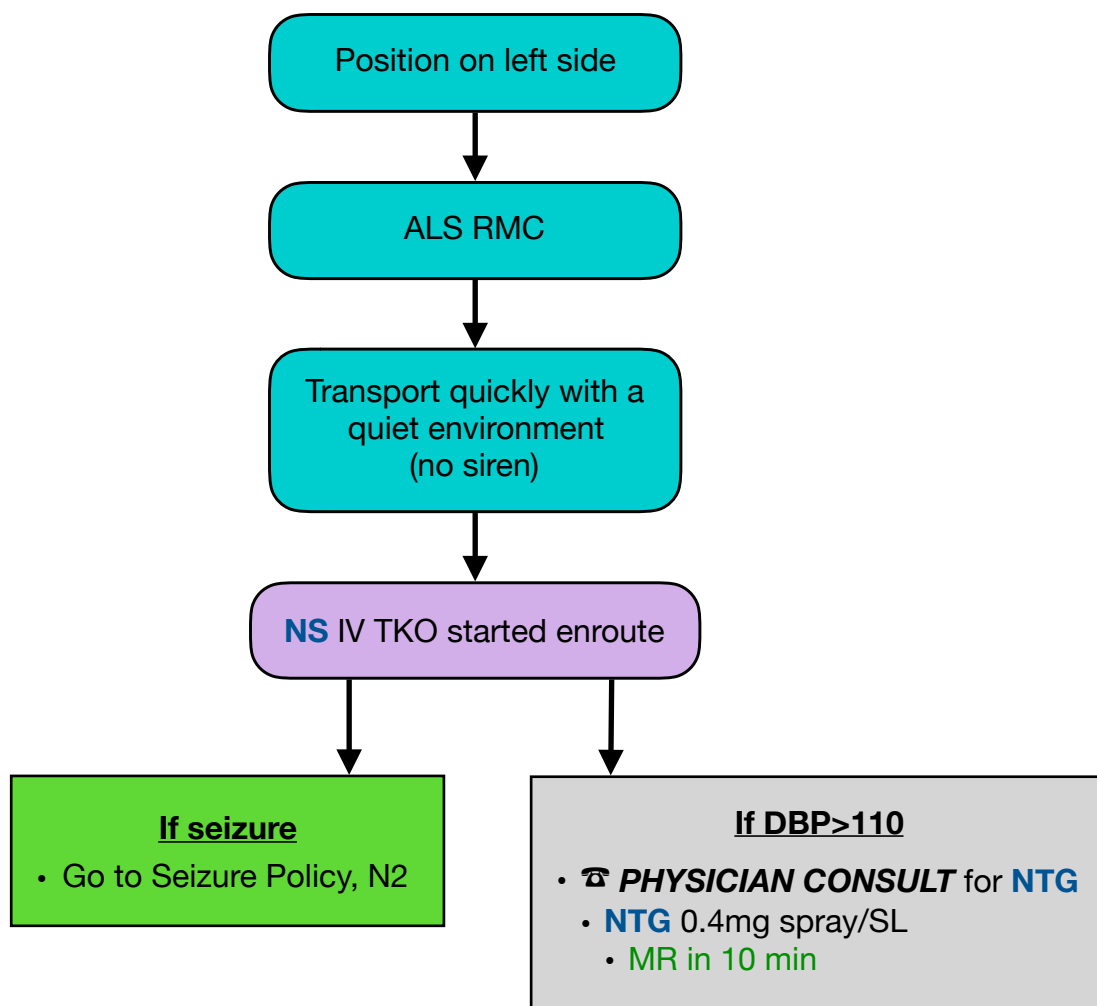 Position on left side
ALS RMC
Transport quickly with a
quiet environment
(no siren)
NS IV TKO started enroute
If seizure
• Go to Seizure Policy, N2
If DBP>110
• ☎ PHYSICIAN CONSULT for NTG
• NTG 0.4mg spray/SL
• MR in 10 min